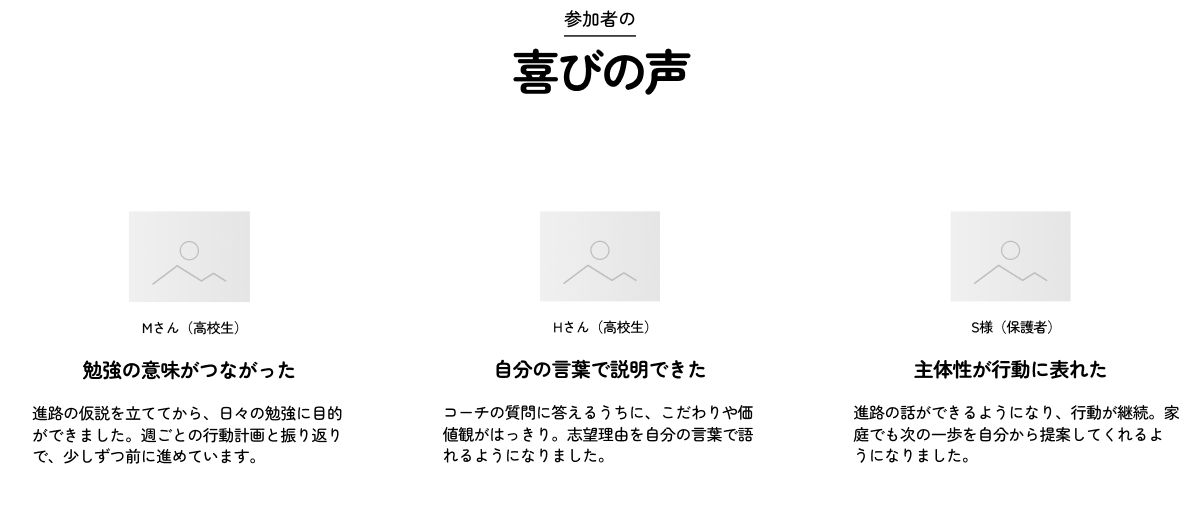 参加者の
喜びの声
Mさん（高校生）
勉強の意味がつながった
進路の仮説を立ててから、日々の勉強に目的
ができました。週ごとの行動計画と振り返り
で、少しずつ前に進めています。
Hさん（高校生）
自分の言葉で説明できた
コーチの質問に答えるうちに、こだわりや価
値観がはっきり。志望理由を自分の言葉で語
れるようになりました。
S様（保護者）
主体性が行動に表れた
進路の話ができるようになり、行動が継続。家
庭でも次の一歩を自分から提案してくれるよ
うになりました。